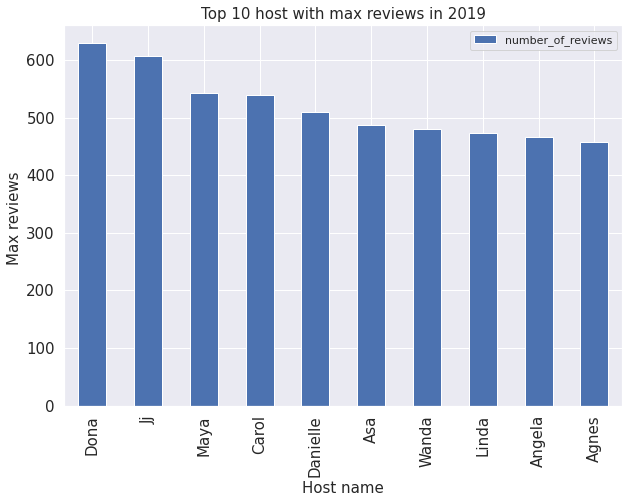 Top 10 host with max reviews in 2019
number_of_reviews
Max reviews
600
500
400
300
200
100
0
Dona
Jj
Maya
Carol
Danielle
Asa
Wanda
Linda
Angela
Agnes
Host name